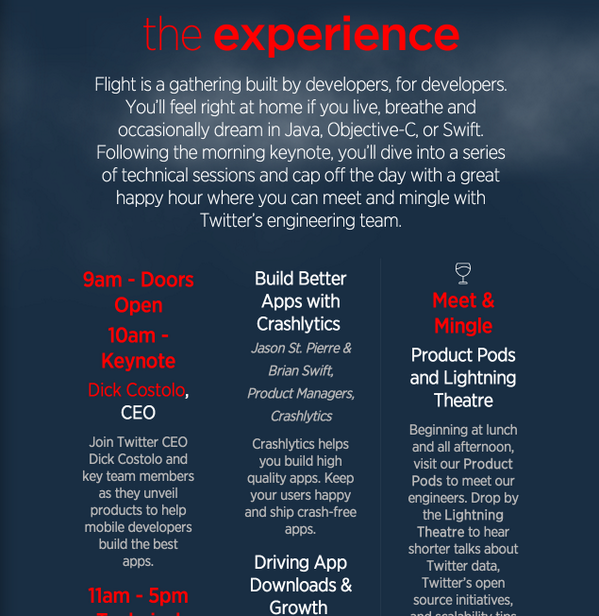 the experience
Flight is a gathering built by developers, for developers.
You'll feel right at home if you live, breathe and
occasionally dream in Java, Objective-C, or Swift.
Following the morning keynote, you'll dive into a series
of technical sessions and cap off the day with a great
happy hour where you can meet and mingle with
Twitter's engineering team.
9am - Doors
Open
10am -
Keynote
Dick Costolo,
CEO
Join Twitter CEO
Dick Costolo and
key team members
as they unveil
products to help
mobile developers
build the best
apps.
11am - 5pm
Technical
Build Better
Apps with
Crashlytics
Jason St. Pierre &
Brian Swift,
Product Managers,
Crashlytics
Crashlytics helps
you build high
quality apps. Keep
your users happy
and ship crash-free
apps.
Driving App
Downloads &
Growth
Meet &
Mingle
Product Pods
and Lightning
Theatre
Beginning at lunch
and all afternoon,
visit our Product
Pods to meet our
engineers. Drop by
the Lightning
Theatre to hear
shorter talks about
Twitter data,
Twitter's open
source initiatives,
and scalability tips